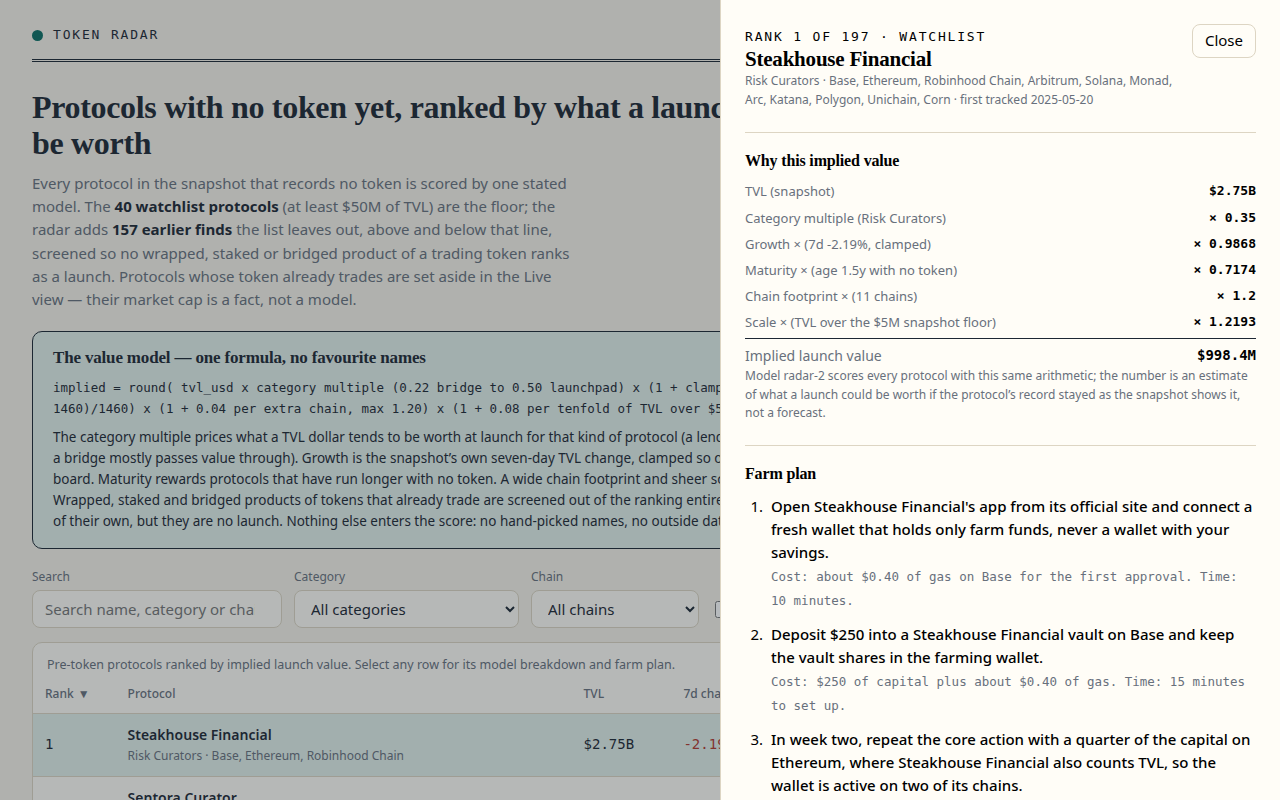 TOKEN RADAR
Protocols with no token yet, ranked by what a launc
be worth
Every protocol in the snapshot that records no token is scored by one stated
model. The 40 watchlist protocols (at least $50M of TVL) are the floor; the
radar adds 157 earlier finds the list leaves out, above and below that line,
screened so no wrapped, staked or bridged product of a trading token ranks
as a launch. Protocols whose token already trades are set aside in the Live
view — their market cap is a fact, not a model.
The value model — one formula, no favourite names
implied = round( tvl_usd x category multiple (0.22 bridge to 0.50 launchpad) x (1 + clamp
1460)/1460) x (1 + 0.04 per extra chain, max 1.20) x (1 + 0.08 per tenfold of TVL over $5
The category multiple prices what a TVL dollar tends to be worth at launch for that kind of protocol (a lend
a bridge mostly passes value through). Growth is the snapshot's own seven-day TVL change, clamped so o
board. Maturity rewards protocols that have run longer with no token. A wide chain footprint and sheer sc
Wrapped, staked and bridged products of tokens that already trade are screened out of the ranking entire
of their own, but they are no launch. Nothing else enters the score: no hand-picked names, no outside dat
Search
Category
Chain
Search name, category or cha
All categories
All chains
Pre-token protocols ranked by implied launch value. Select any row for its model breakdown and farm plan.
Rank ▼
Protocol
TVL
7d cha
1
Steakhouse Financial
Risk Curators · Base, Ethereum, Robinhood Chain
$2.75B
-2.19
Sentora Curator
RANK 1 OF 197 · WATCHLIST
Steakhouse Financial
Risk Curators · Base, Ethereum, Robinhood Chain, Arbitrum, Solana, Monad,
Arc, Katana, Polygon, Unichain, Corn · first tracked 2025-05-20
Close
Why this implied value
TVL (snapshot) $2.75B
Category multiple (Risk Curators) × 0.35
Growth × (7d -2.19%, clamped) × 0.9868
Maturity × (age 1.5y with no token) × 0.7174
Chain footprint × (11 chains) × 1.2
Scale × (TVL over the $5M snapshot floor) × 1.2193
Implied launch value $998.4M
Model radar-2 scores every protocol with this same arithmetic; the number is an estimate
of what a launch could be worth if the protocol's record stayed as the snapshot shows it,
not a forecast.
Farm plan
1. Open Steakhouse Financial's app from its official site and connect a
fresh wallet that holds only farm funds, never a wallet with your
savings.
Cost: about $0.40 of gas on Base for the first approval. Time:
10 minutes.
2. Deposit $250 into a Steakhouse Financial vault on Base and keep
the vault shares in the farming wallet.
Cost: $250 of capital plus about $0.40 of gas. Time: 15 minutes
to set up.
3. In week two, repeat the core action with a quarter of the capital on
Ethereum, where Steakhouse Financial also counts TVL, so the
wallet is active on two of its chains.